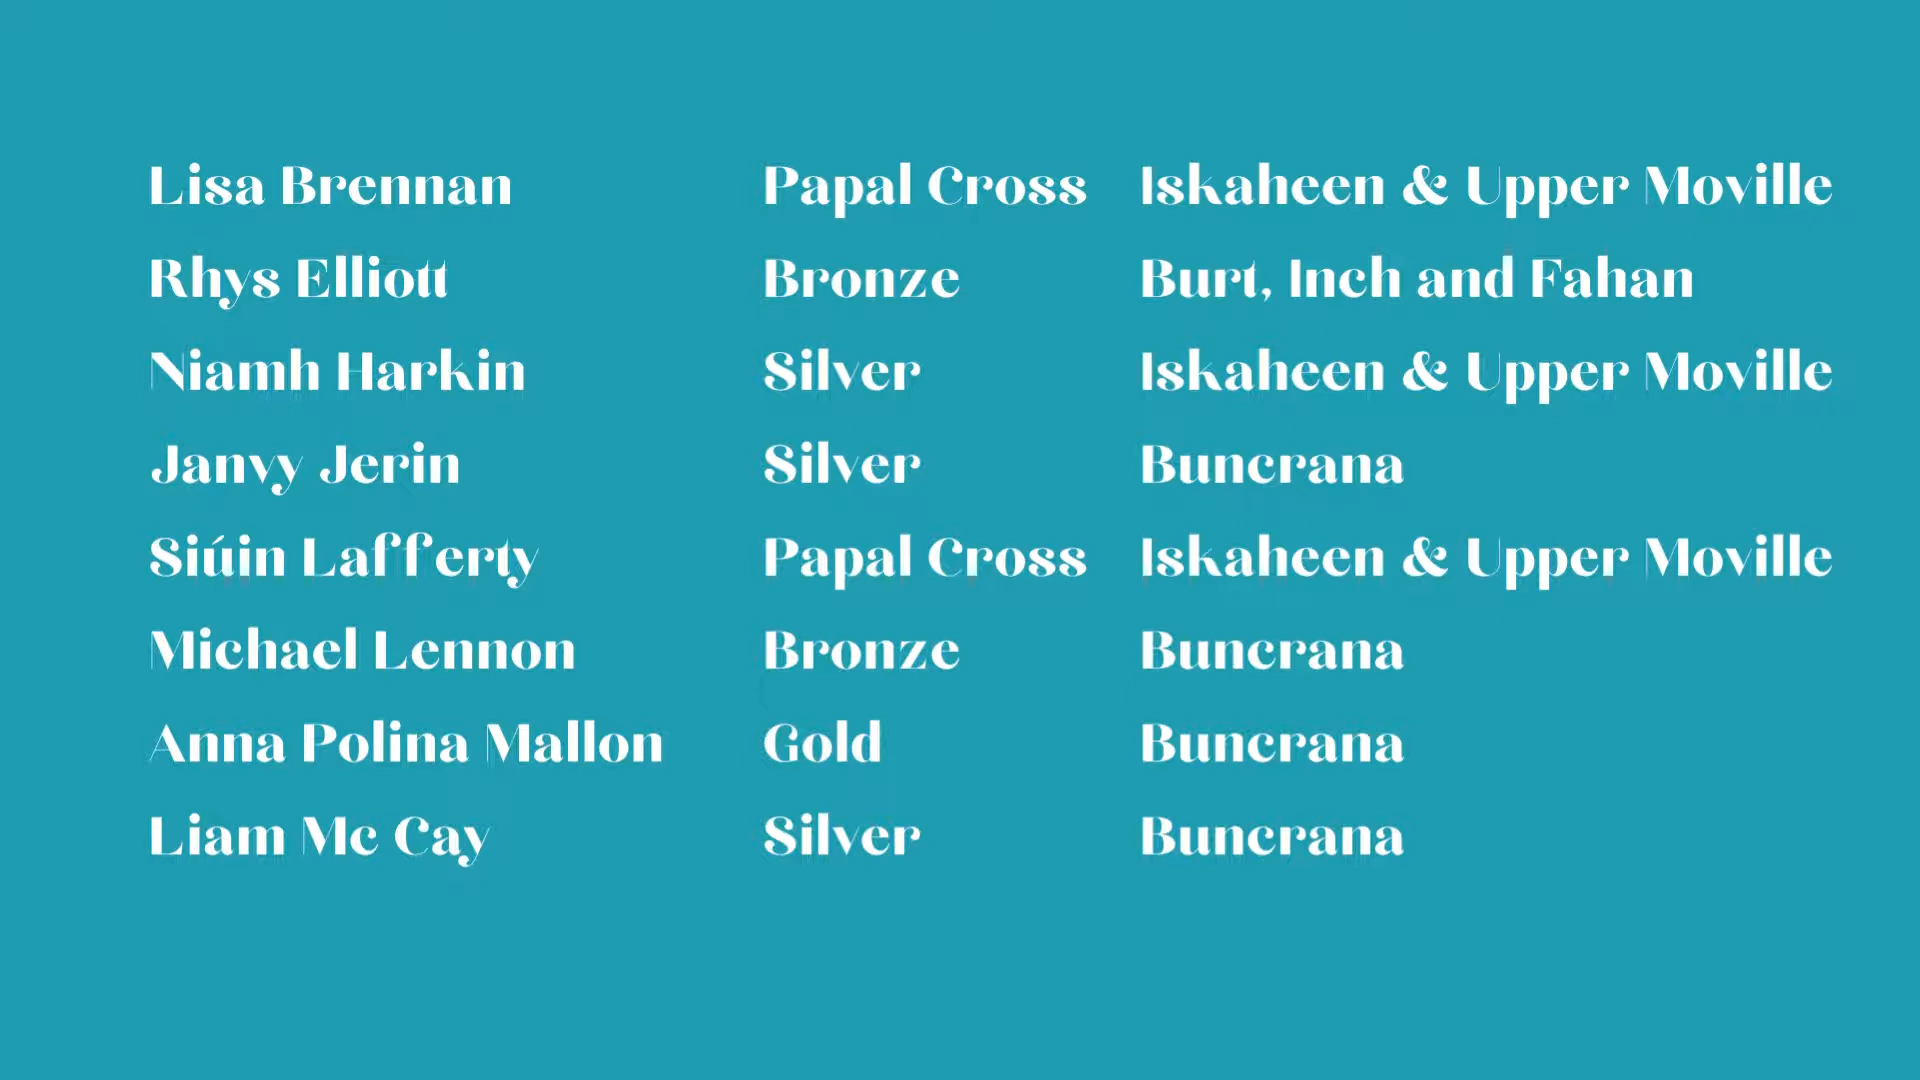 Lisa Brennan Papal Cross Iskaheen & Upper Moville
Rhys Elliott Bronze Burt, Inch and Fahan
Niamh Harkin Silver Iskaheen & Upper Moville
Janvy Jerin Silver Buncrana
Siúin Lafferty Papal Cross Iskaheen & Upper Moville
Michael Lennon Bronze Buncrana
Anna Polina Mallon Gold Buncrana
Liam Mc Cay Silver Buncrana